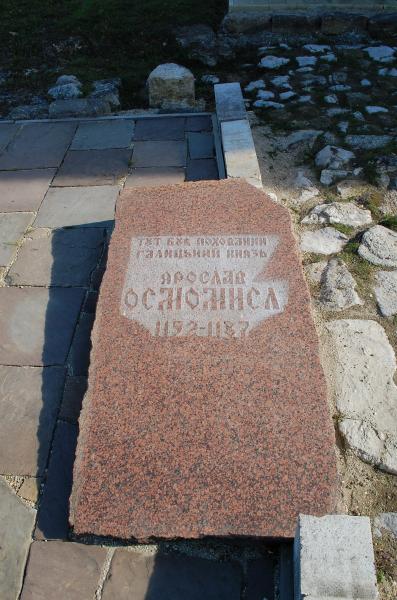 ТУТ БУВ ПОХОВАНИЙ
ГАЛИЦЬКИЙ КНЯЗЬ
ЯРОСЛАВ
ОСМОМИСЛ
1152-1187